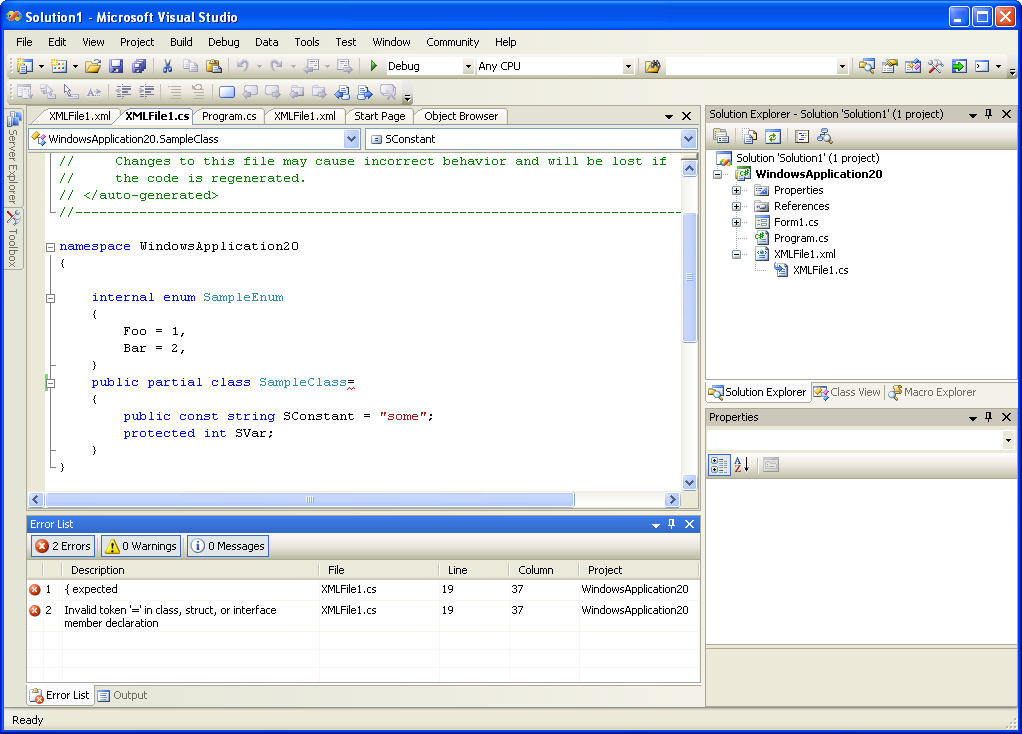 Solution1 - Microsoft Visual Studio
File Edit View Project Build Debug Data Tools Test Window Community Help
Debug Any CPU
XMLFile1.xml XMLFile1.cs Program.cs XMLFile1.xml Start Page Object Browser
WindowsApplication20.SampleClass SConstant
Server Explorer
Toolbox
// Changes to this file may cause incorrect behavior and will be lost if
// the code is regenerated.
// </auto-generated>
//------------------------------------------------------------------------------
namespace WindowsApplication20
{
internal enum SampleEnum
{
Foo = 1,
Bar = 2,
}
public partial class SampleClass=
{
public const string SConstant = "some";
protected int SVar;
}
}
Solution Explorer - Solution 'Solution1' (1 project)
Solution 'Solution1' (1 project)
WindowsApplication20
Properties
References
Form1.cs
Program.cs
XMLFile1.xml
XMLFile1.cs
Solution Explorer Class View Macro Explorer
Properties
Error List
2 Errors 0 Warnings 0 Messages
Description File Line Column Project
1 { expected XMLFile1.cs 19 37 WindowsApplication20
2 Invalid token '=' in class, struct, or interface XMLFile1.cs 19 37 WindowsApplication20
member declaration
Error List Output
Ready